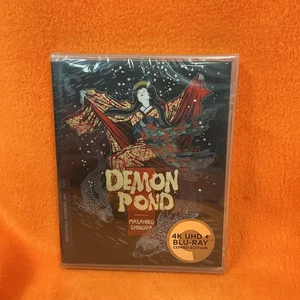 DEMON
POND
MASAHIRO
SHINODA
4K UHD +
BLU-RAY
COMBO EDITION